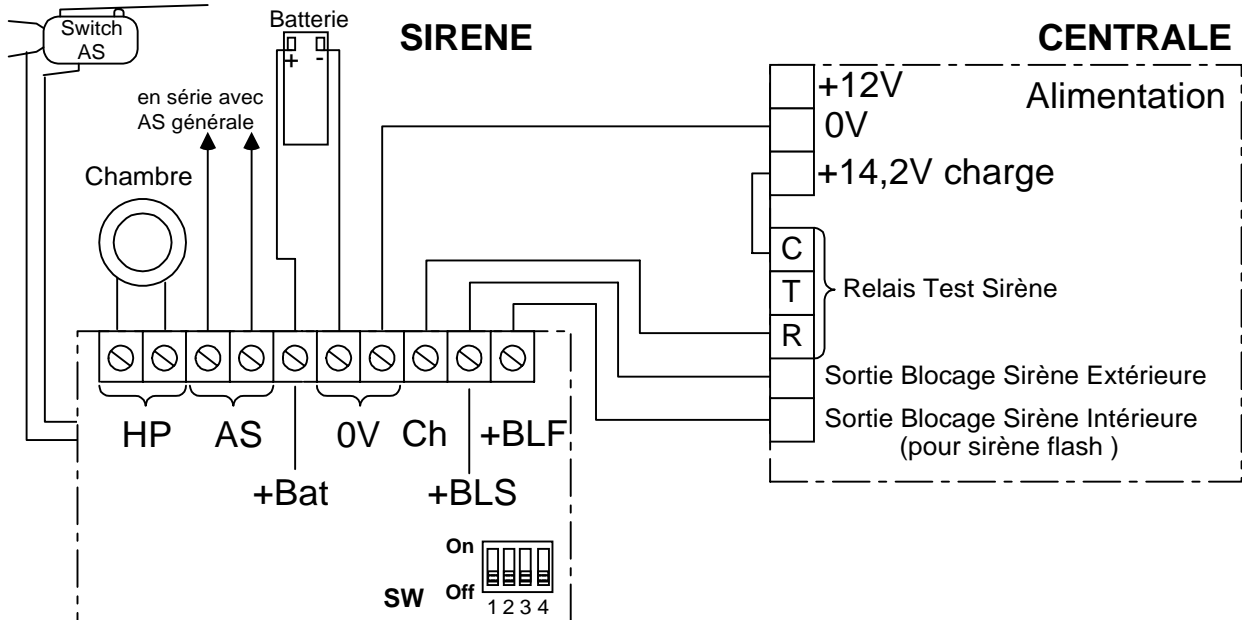 Switch
AS
Batterie
+ -
SIRENE
CENTRALE
en série avec
AS générale
Chambre
+12V
0V
+14,2V charge
Alimentation
C
T
R
Relais Test Sirène
Sortie Blocage Sirène Extérieure
Sortie Blocage Sirène Intérieure
(pour sirène flash )
HP AS 0V Ch +BLF
+Bat +BLS
On
SW Off
1 2 3 4